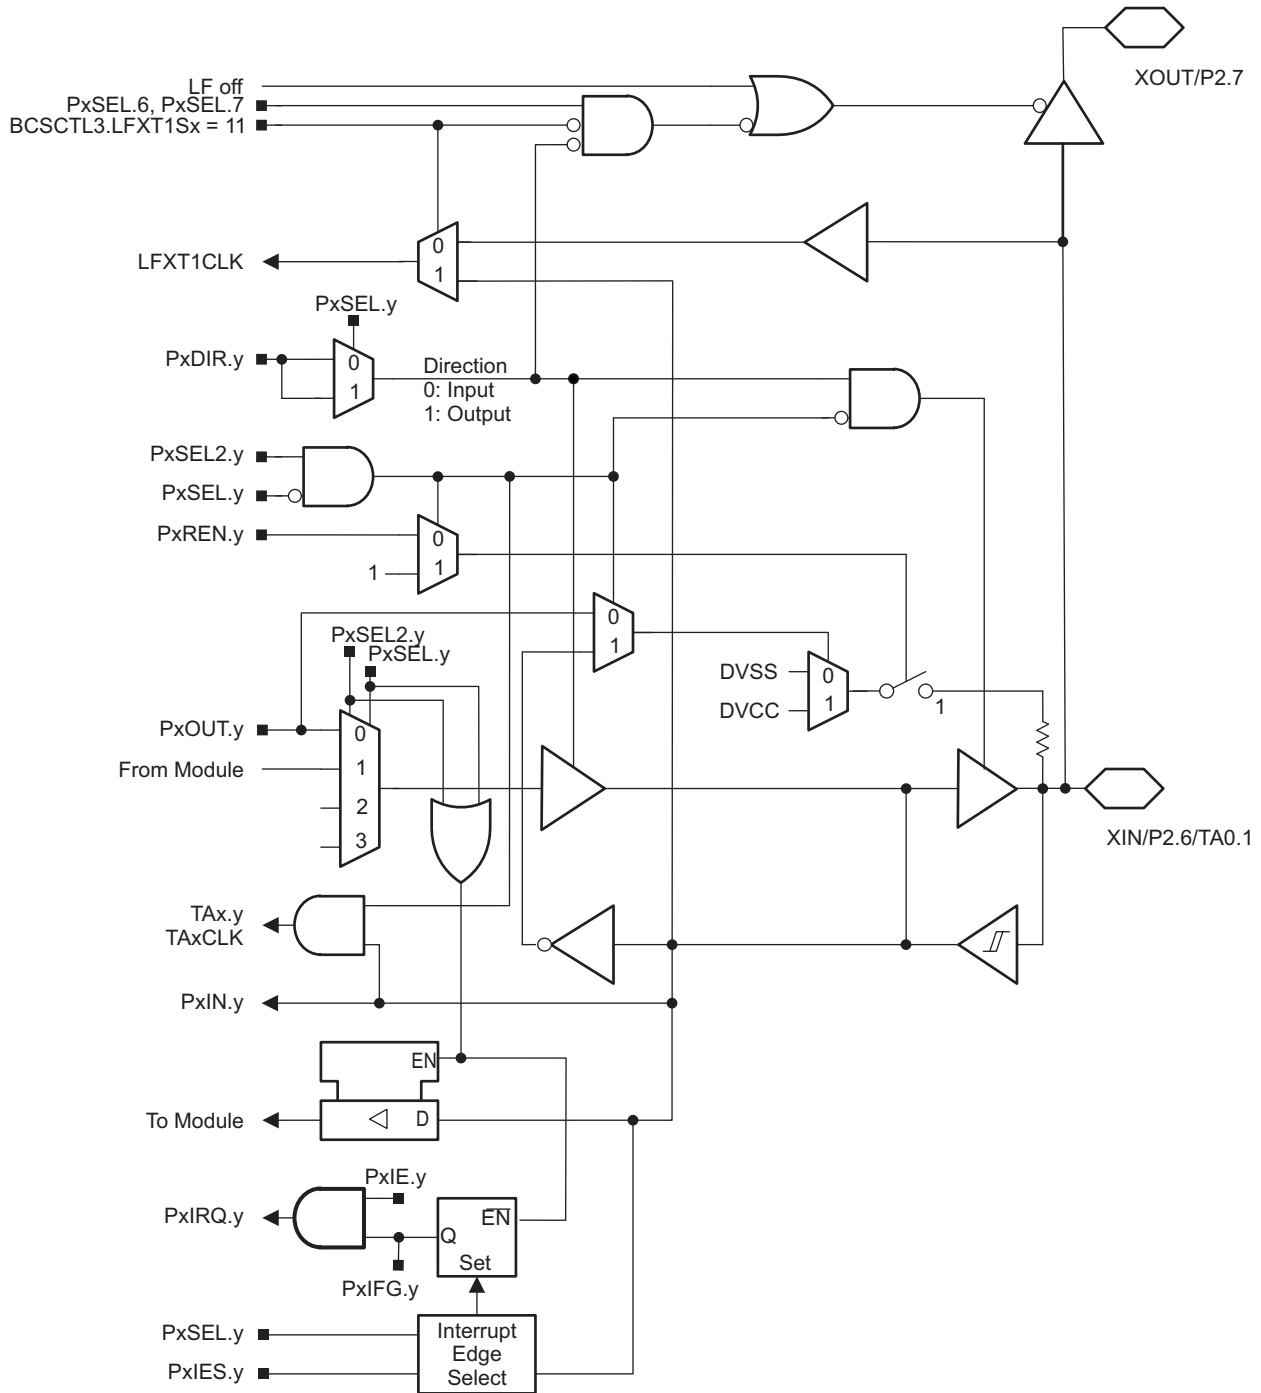 XOUT/P2.7
LF off
PxSEL.6, PxSEL.7
BCSCTL3.LFXT1Sx = 11
LFXT1CLK
0
1
PxSEL.y
PxDIR.y
0
1
Direction
0: Input
1: Output
PxSEL2.y
PxSEL.y
PxREN.y
0
1
1
0
1
PxSEL2.y
PxSEL.y
DVSS
DVCC
0
1
1
PxOUT.y
From Module
0
1
2
3
XIN/P2.6/TA0.1
TAx.y
TAxCLK
PxIN.y
EN
To Module
D
PxIE.y
PxIRQ.y
EN
Q
Set
PxIFG.y
PxSEL.y
PxIES.y
Interrupt
Edge
Select